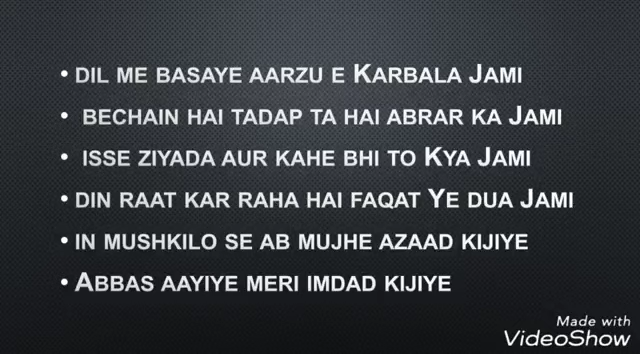 • DIL ME BASAYE AARZU E KARBALA JAMI
• BECHAIN HAI TADAP TA HAI ABRAR KA JAMI
• ISSE ZIYADA AUR KAHE BHI TO KYA JAMI
• DIN RAAT KAR RAHA HAI FAQAT YE DUA JAMI
• IN MUSHKILO SE AB MUJHE AZAAD KIJIYE
• ABBAS AAYIYE MERI IMDAD KIJIYE
Made with
VideoShow